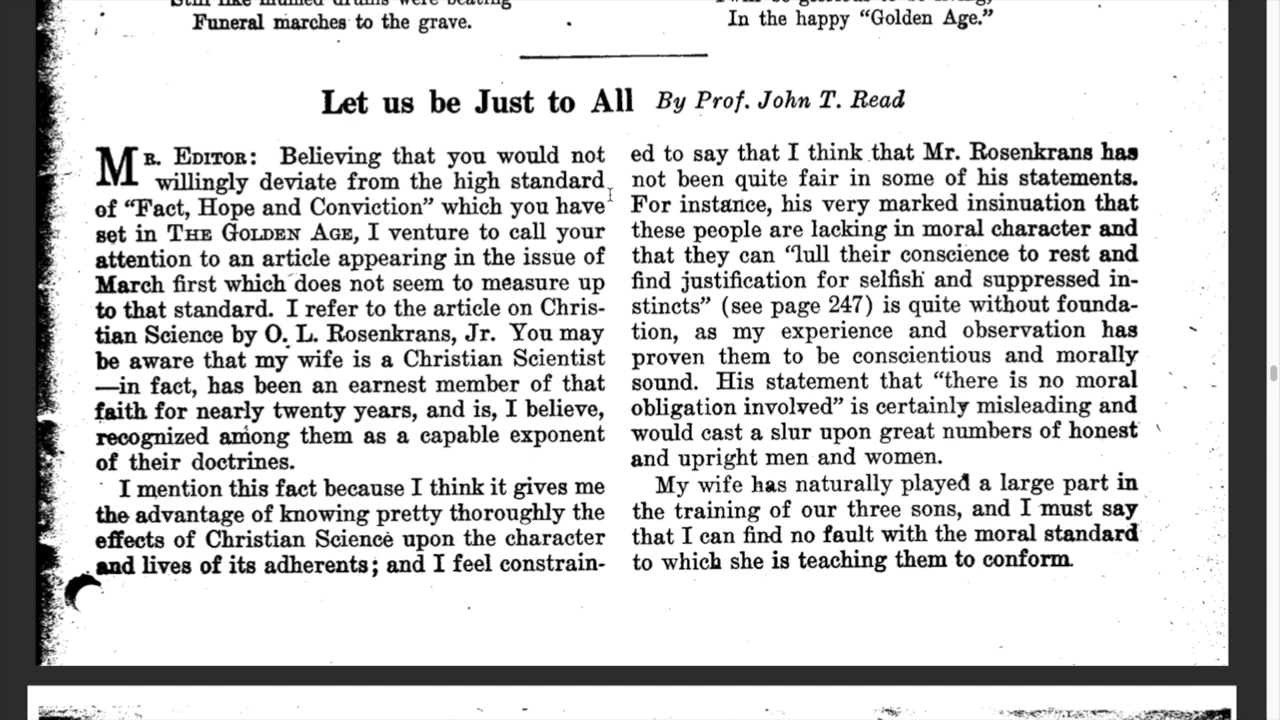 Funeral marches to the grave.
In the happy “Golden Age.”
Let us be Just to All By Prof. John T. Read
MR. EDITOR: Believing that you would not
willingly deviate from the high standard
of “Fact, Hope and Conviction” which you have
set in THE GOLDEN AGE, I venture to call your
attention to an article appearing in the issue of
March first which does not seem to measure up
to that standard. I refer to the article on Chris-
tian Science by O. L. Rosenkrans, Jr. You may
be aware that my wife is a Christian Scientist
—in fact, has been an earnest member of that
faith for nearly twenty years, and is, I believe,
recognized among them as a capable exponent
of their doctrines.
I mention this fact because I think it gives me
the advantage of knowing pretty thoroughly the
effects of Christian Science upon the character
and lives of its adherents; and I feel constrain-
ed to say that I think that Mr. Rosenkrans has
not been quite fair in some of his statements.
For instance, his very marked insinuation that
these people are lacking in moral character and
that they can “lull their conscience to rest and
find justification for selfish and suppressed in-
stincts” (see page 247) is quite without founda-
tion, as my experience and observation has
proven them to be conscientious and morally
sound. His statement that “there is no moral
obligation involved” is certainly misleading and
would cast a slur upon great numbers of honest
and upright men and women.
My wife has naturally played a large part in
the training of our three sons, and I must say
that I can find no fault with the moral standard
to which she is teaching them to conform.